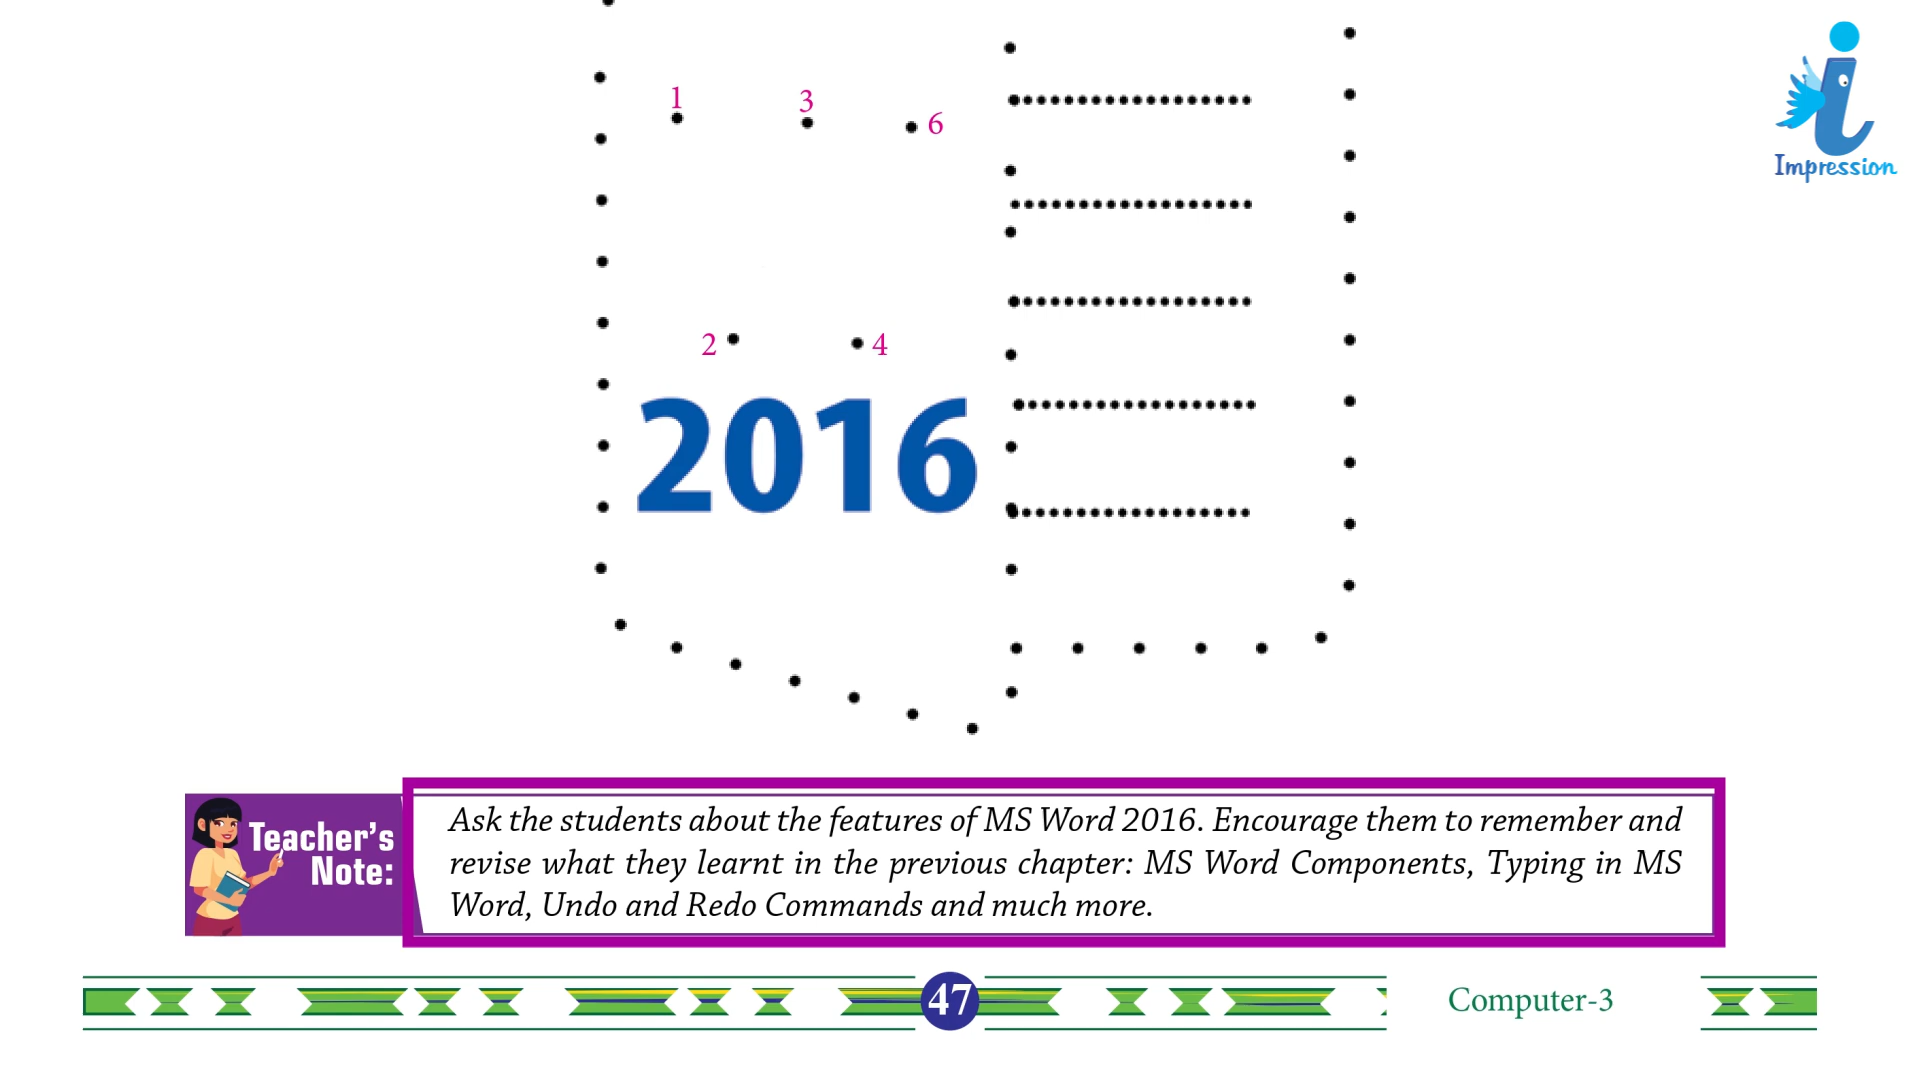 1 3
6
Impression
2 4
2016
Teacher's
Note:
Ask the students about the features of MS Word 2016. Encourage them to remember and
revise what they learnt in the previous chapter: MS Word Components, Typing in MS
Word, Undo and Redo Commands and much more.
47
Computer-3